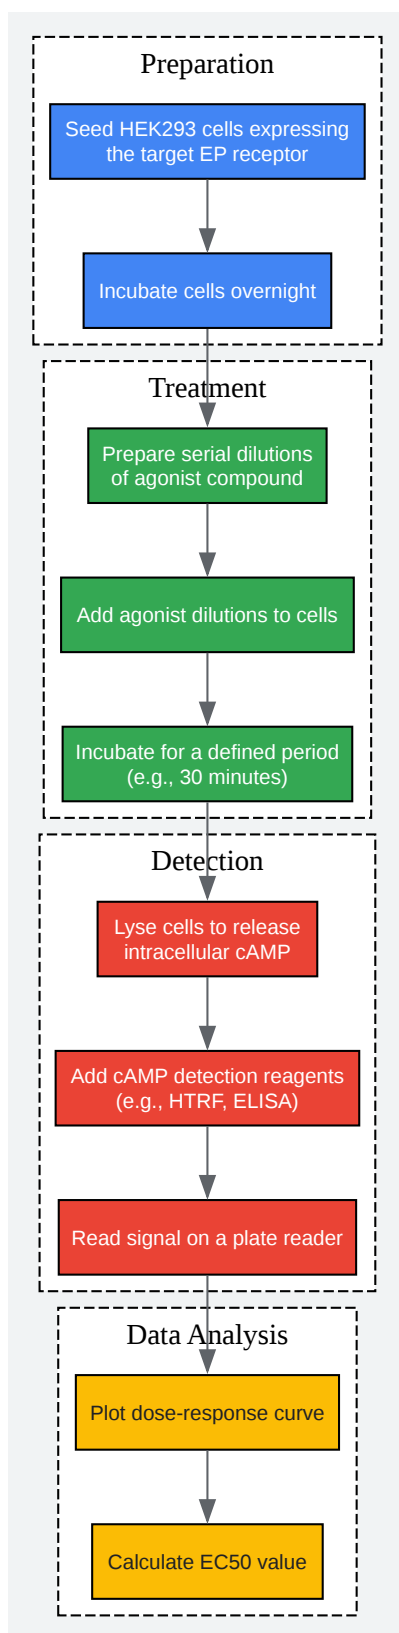 Preparation
Seed HEK293 cells expressing
the target EP receptor
Incubate cells overnight
Treatment
Prepare serial dilutions
of agonist compound
Add agonist dilutions to cells
Incubate for a defined period
(e.g., 30 minutes)
Detection
Lyse cells to release
intracellular cAMP
Add cAMP detection reagents
(e.g., HTRF, ELISA)
Read signal on a plate reader
Data Analysis
Plot dose-response curve
Calculate EC50 value